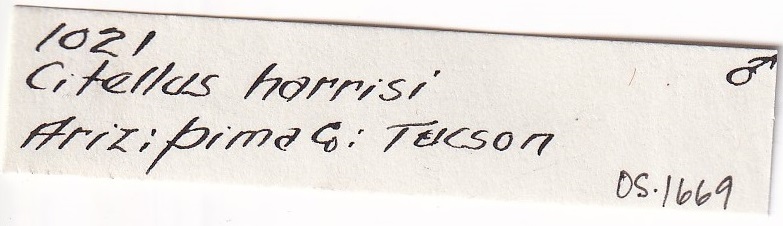 1021 ♂
Citellus harrisi
Ariz: pima Co: Tucson
OS.1669